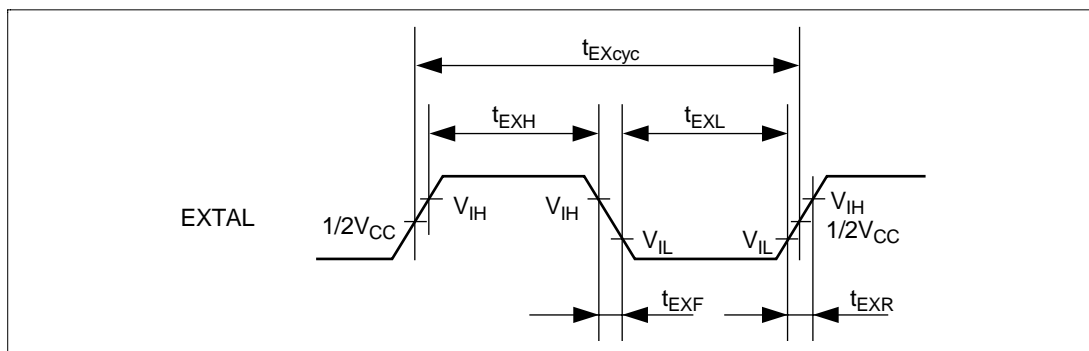 tEXcyc
tEXH tEXL
VIH VIH VIH
EXTAL 1/2VCC 1/2VCC
VIL VIL
tEXF tEXR